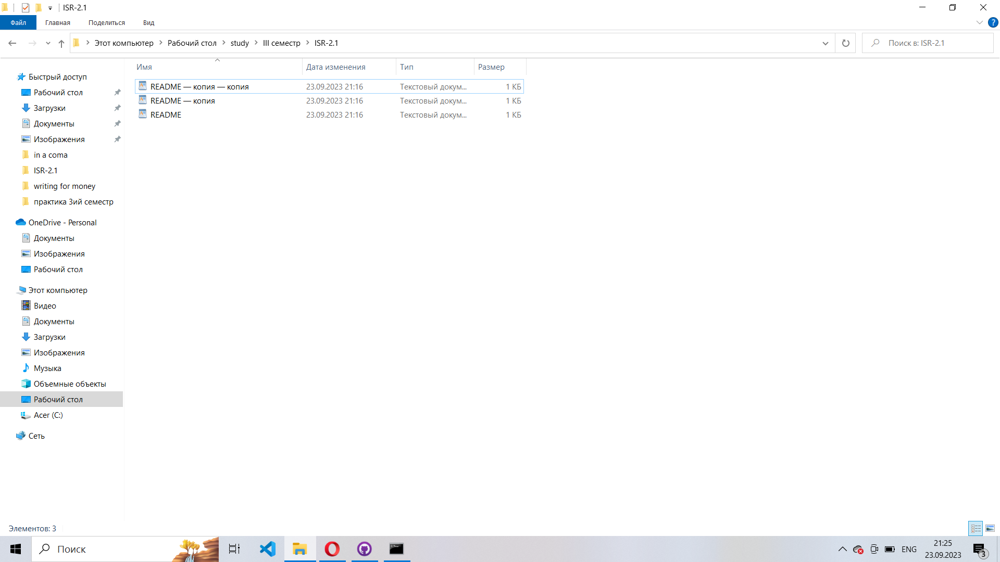 ISR-2.1
Файл Главная Поделиться Вид ?
Этот компьютер Рабочий стол study III семестр ISR-2.1 Поиск в: ISR-2.1
Имя Дата изменения Тип Размер
README — копия — копия 23.09.2023 21:16 Текстовый докум... 1 КБ
README — копия 23.09.2023 21:16 Текстовый докум... 1 КБ
README 23.09.2023 21:16 Текстовый докум... 1 КБ
Быстрый доступ
Рабочий стол
Загрузки
Документы
Изображения
in a coma
ISR-2.1
writing for money
практика 3ий семестр
OneDrive - Personal
Документы
Изображения
Рабочий стол
Этот компьютер
Видео
Документы
Загрузки
Изображения
Музыка
Объемные объекты
Рабочий стол
Acer (C:)
Сеть
Элементов: 3
Поиск
ENG
21:25
23.09.2023
3